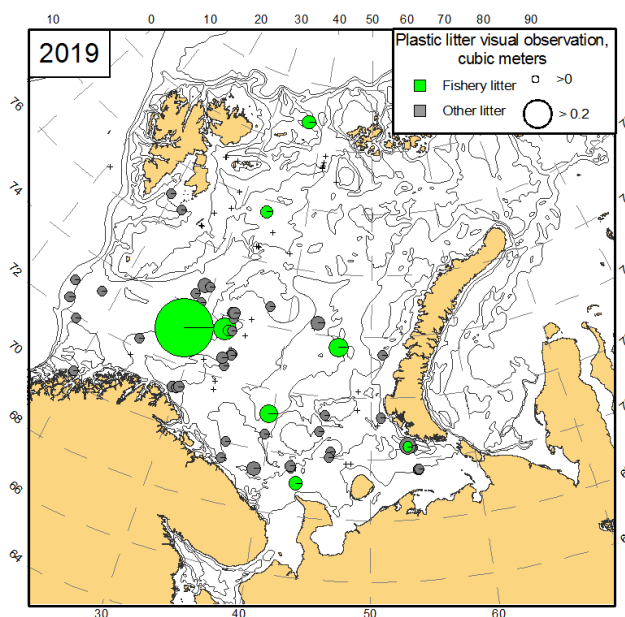 10 0 10 20 30 40 50 60 70 80 90
2019
Plastic litter visual observation,
cubic meters
Fishery litter >0
Other litter > 0.2
76
74
72
70
68
66
64
30 40 50 60